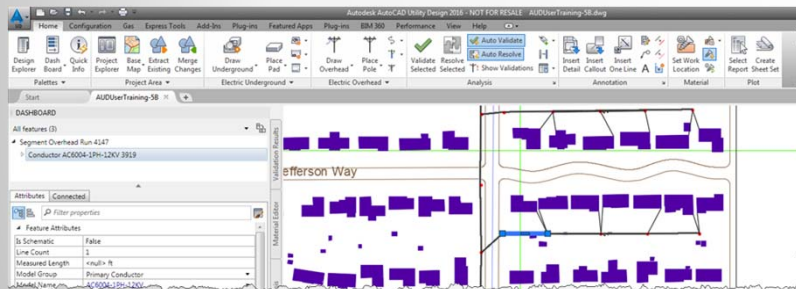 Autodesk AutoCAD Utility Design 2016 - NOT FOR RESALE AUDUserTraining-5B.dwg
Home Configuration Gas Express Tools Add-Ins Plug-ins Featured Apps Plug-ins BIM 360 Performance View Help
Design Explorer Dash Board Quick Info Project Explorer Base Map Extract Existing Merge Changes Draw Underground Place Pad Draw Overhead Place Pole Validate Selected Resolve Selected Auto Validate Auto Resolve Show Validations Insert Detail Insert Callout Insert One Line Set Work Location Select Report Create Sheet Set
Palettes Project Area Electric Underground Electric Overhead Analysis Annotation Material Plot
Start AUDUserTraining-5B
DASHBOARD
All features (3)
Segment Overhead Run 4147
Conductor AC6004-1PH-12KV 3919
Attributes Connected
Filter properties
Feature Attributes
Is Schematic False
Line Count 1
Measured Length <null> ft
Model Group Primary Conductor
Model Name AC6004-1PH-12KV
Validation Results
Material Editor
efferson Way